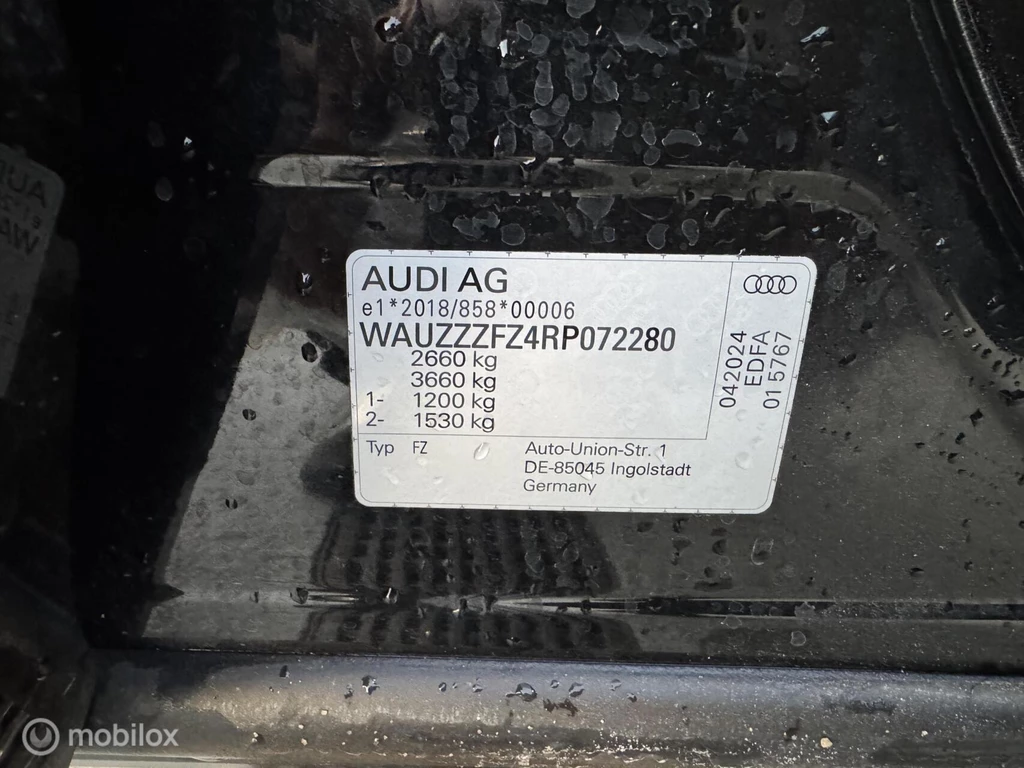 AUDI AG
e1*2018/858*00006
WAUZZZFZ4RP072280
2660 kg
3660 kg
1- 1200 kg
2- 1530 kg
Typ FZ
Auto-Union-Str. 1
DE-85045 Ingolstadt
Germany
042024
EDFA
015767
mobilox